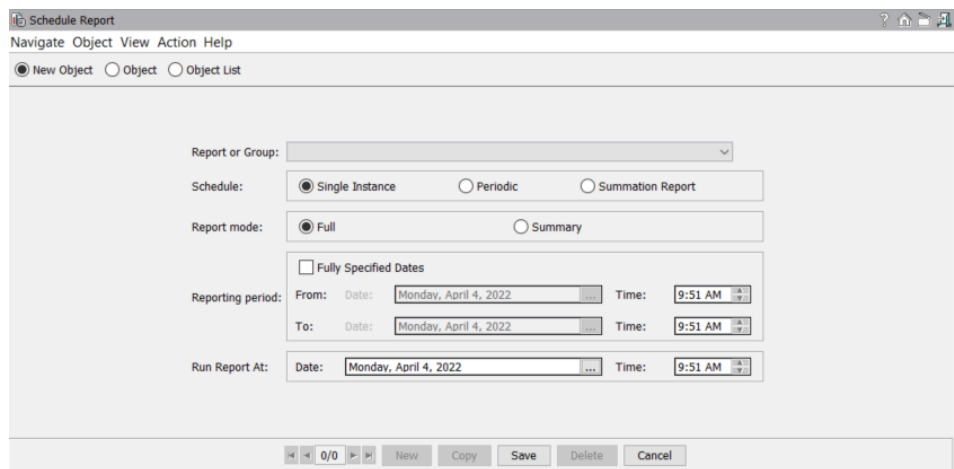 Schedule Report ?
Navigate Object View Action Help
New Object Object Object List
Report or Group:
Schedule: Single Instance Periodic Summation Report
Report mode: Full Summary
Fully Specified Dates
Reporting period: From: Date: Monday, April 4, 2022 ... Time: 9:51 AM
To: Date: Monday, April 4, 2022 ... Time: 9:51 AM
Run Report At: Date: Monday, April 4, 2022 ... Time: 9:51 AM
0/0 New Copy Save Delete Cancel